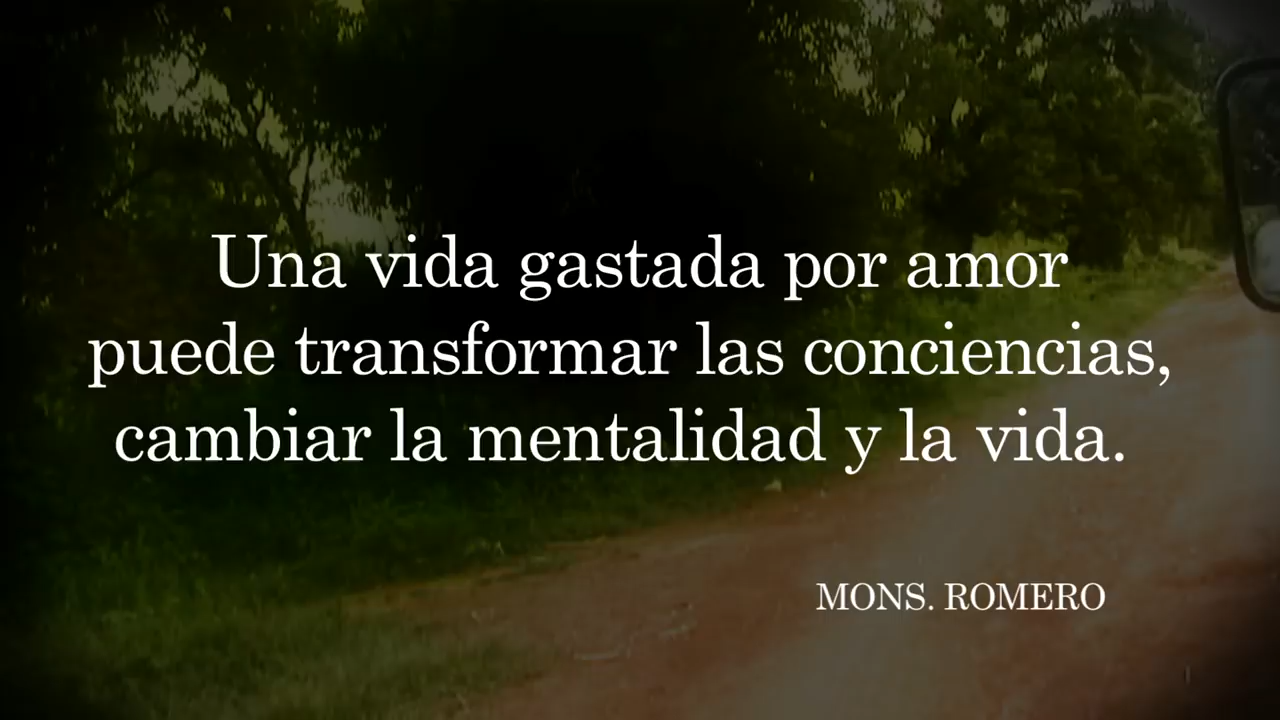 Una vida gastada por amor
puede transformar las conciencias,
cambiar la mentalidad y la vida.
MONS. ROMERO